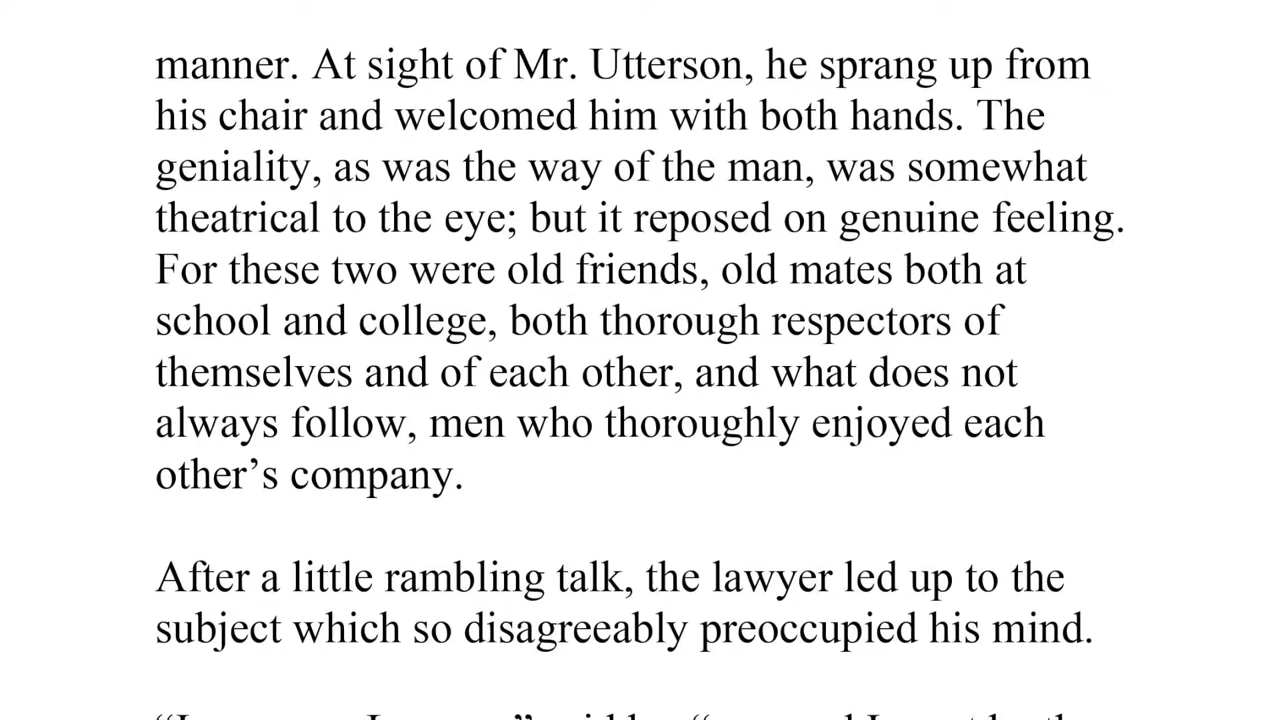 manner. At sight of Mr. Utterson, he sprang up from
his chair and welcomed him with both hands. The
geniality, as was the way of the man, was somewhat
theatrical to the eye; but it reposed on genuine feeling.
For these two were old friends, old mates both at
school and college, both thorough respectors of
themselves and of each other, and what does not
always follow, men who thoroughly enjoyed each
other’s company.
After a little rambling talk, the lawyer led up to the
subject which so disagreeably preoccupied his mind.